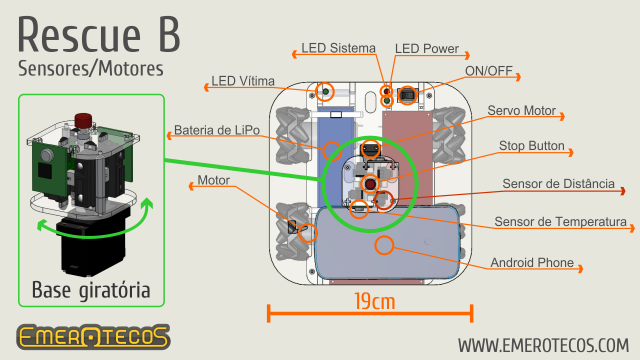 Rescue B
Sensores/Motores
LED Sistema
LED Power
LED Vítima
ON/OFF
Servo Motor
Bateria de LiPo
Stop Button
Motor
Sensor de Distância
Sensor de Temperatura
Android Phone
Base giratória
19cm
EMEROTECOS
WWW.EMEROTECOS.COM